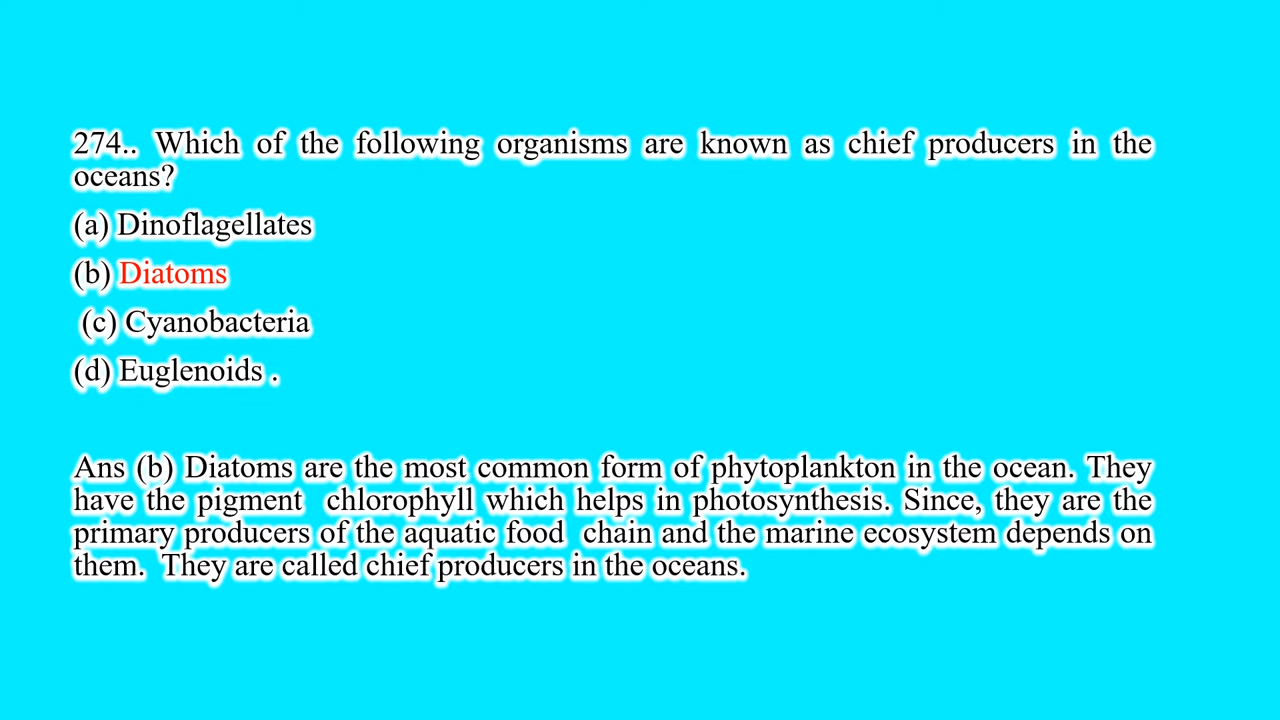 274.. Which of the following organisms are known as chief producers in the
oceans?
(a) Dinoflagellates
(b) Diatoms
(c) Cyanobacteria
(d) Euglenoids .
Ans (b) Diatoms are the most common form of phytoplankton in the ocean. They
have the pigment  chlorophyll which helps in photosynthesis. Since, they are the
primary producers of the aquatic food  chain and the marine ecosystem depends on
them.  They are called chief producers in the oceans.